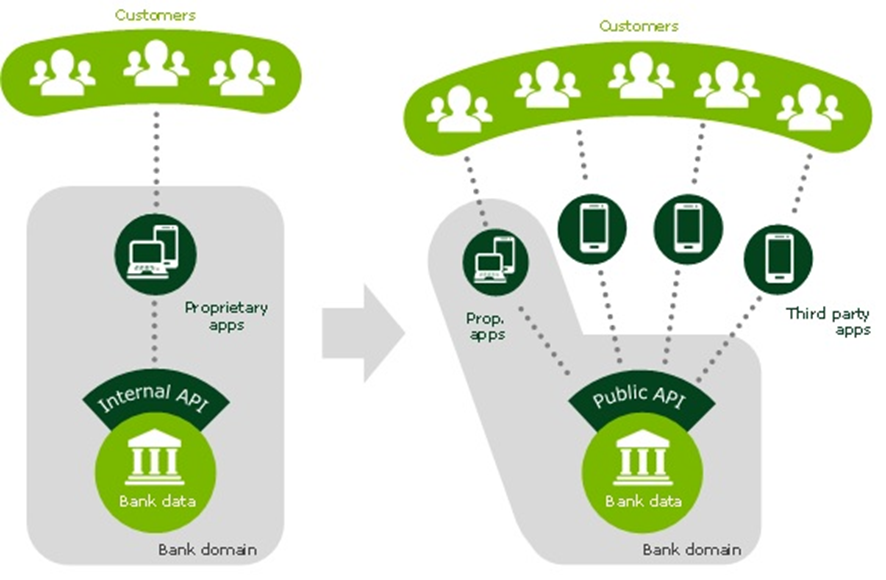 Customers
Proprietary
apps
Internal API
Bank data
Bank domain
Customers
Prop.
apps
Third party
apps
Public API
Bank data
Bank domain